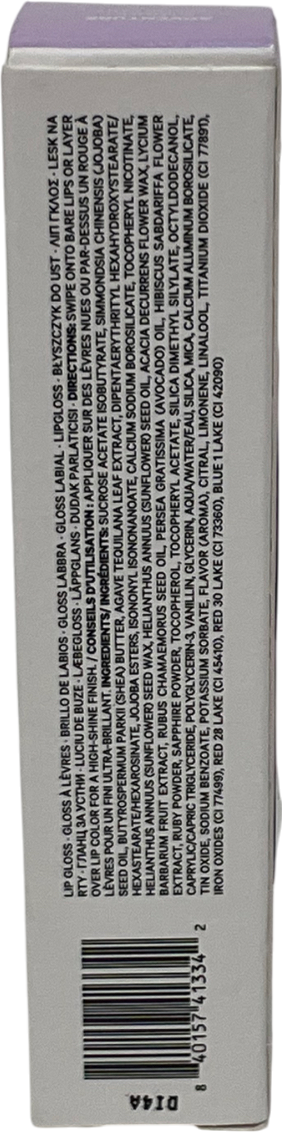 ADVENTURE
LIP GLOSS · GLOSS À LÈVRES · BRILLO DE LABIOS · GLOSS LABBRA · GLOSS LABIAL · LIPGLOSS · BŁYSZCZYK DO UST · ΛΙΠ ΓΚΛΟΣ · LESK NA
RTY · ГЛАНЦ ЗА УСТНИ · LUCIU DE BUZE · LÆBEGLOSS · LÄPPGLANS · DUDAK PARLATICISI · DIRECTIONS: SWIPE ONTO BARE LIPS OR LAYER
OVER LIP COLOR FOR A HIGH-SHINE FINISH. / CONSEILS D'UTILISATION : APPLIQUER SUR DES LÈVRES NUES OU PAR-DESSUS UN ROUGE À
LÈVRES POUR UN FINI ULTRA-BRILLANT. INGREDIENTS/ INGRÉDIENTS: SUCROSE ACETATE ISOBUTYRATE, SIMMONDSIA CHINENSIS (JOJOBA)
SEED OIL, BUTYROSPERMUM PARKII (SHEA) BUTTER, AGAVE TEQUILANA LEAF EXTRACT, DIPENTAERYTHRITYL HEXAHYDROXYSTEARATE/
HEXASTEARATE/HEXAROSINATE, JOJOBA ESTERS, ISONONYL ISONONANOATE, CALCIUM SODIUM BOROSILICATE, TOCOPHERYL NICOTINATE,
HELIANTHUS ANNUUS (SUNFLOWER) SEED WAX, HELIANTHUS ANNUUS (SUNFLOWER) SEED OIL, ACACIA DECURRENS FLOWER WAX, LYCIUM
BARBARUM FRUIT EXTRACT, RUBUS CHAMAEMORUS SEED OIL, PERSEA GRATISSIMA (AVOCADO) OIL, HIBISCUS SABDARIFFA FLOWER
EXTRACT, RUBY POWDER, SAPPHIRE POWDER, TOCOPHEROL, TOCOPHERYL ACETATE, SILICA DIMETHYL SILYLATE, OCTYLDODECANOL,
CAPRYLIC/CAPRIC TRIGLYCERIDE, POLYGLYCERIN-3, VANILLIN, GLYCERIN, AQUA/WATER/EAU, SILICA, MICA, CALCIUM ALUMINUM BOROSILICATE,
TIN OXIDE, SODIUM BENZOATE, POTASSIUM SORBATE, FLAVOR (AROMA), CITRAL, LIMONENE, LINALOOL, TITANIUM DIOXIDE (CI 77891),
IRON OXIDES (CI 77499), RED 28 LAKE (CI 45410), RED 30 LAKE (CI 73360), BLUE 1 LAKE (CI 42090)
8 40157 41334 2
DI4A